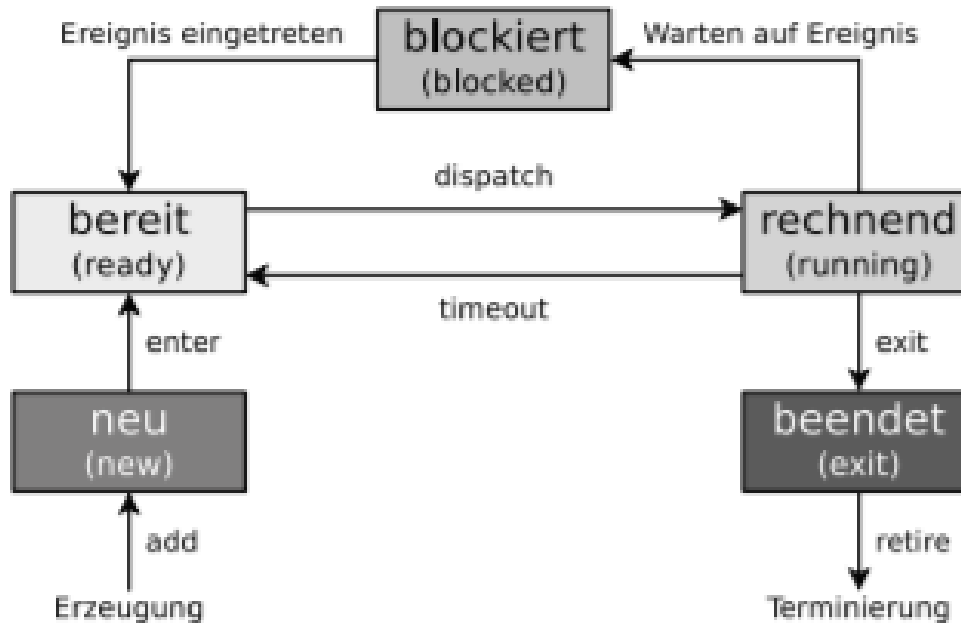 Ereignis eingetreten
blockiert
(blocked)
Warten auf Ereignis
dispatch
bereit
(ready)
rechnend
(running)
timeout
enter
exit
neu
(new)
beendet
(exit)
add
retire
Erzeugung
Terminierung